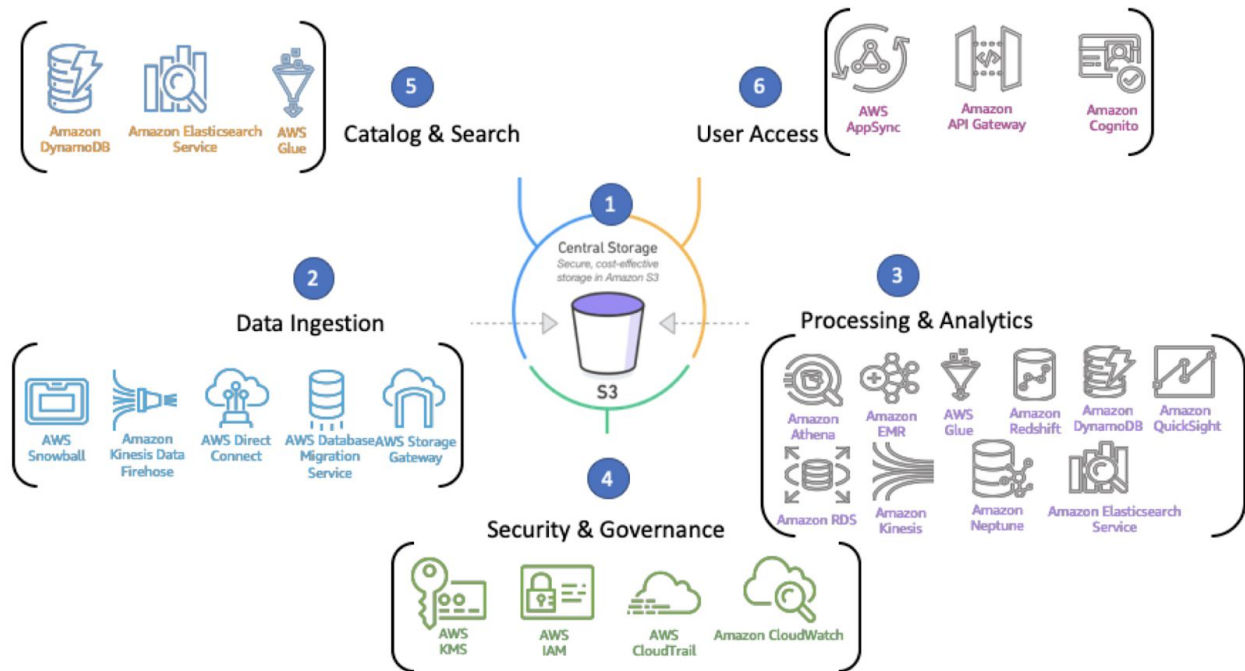 5
Catalog & Search
Amazon
DynamoDB
Amazon Elasticsearch
Service
AWS
Glue
6
User Access
AWS
AppSync
Amazon
API Gateway
Amazon
Cognito
1
Central Storage
Secure, cost-effective
storage in Amazon S3
S3
2
Data Ingestion
AWS
Snowball
Amazon
Kinesis Data
Firehose
AWS Direct
Connect
AWS Database
Migration
Service
AWS Storage
Gateway
3
Processing & Analytics
Amazon
Athena
Amazon
EMR
AWS
Glue
Amazon
Redshift
Amazon
DynamoDB
Amazon
QuickSight
Amazon RDS
Amazon
Kinesis
Amazon
Neptune
Amazon Elasticsearch
Service
4
Security & Governance
AWS
KMS
AWS
IAM
AWS
CloudTrail
Amazon CloudWatch